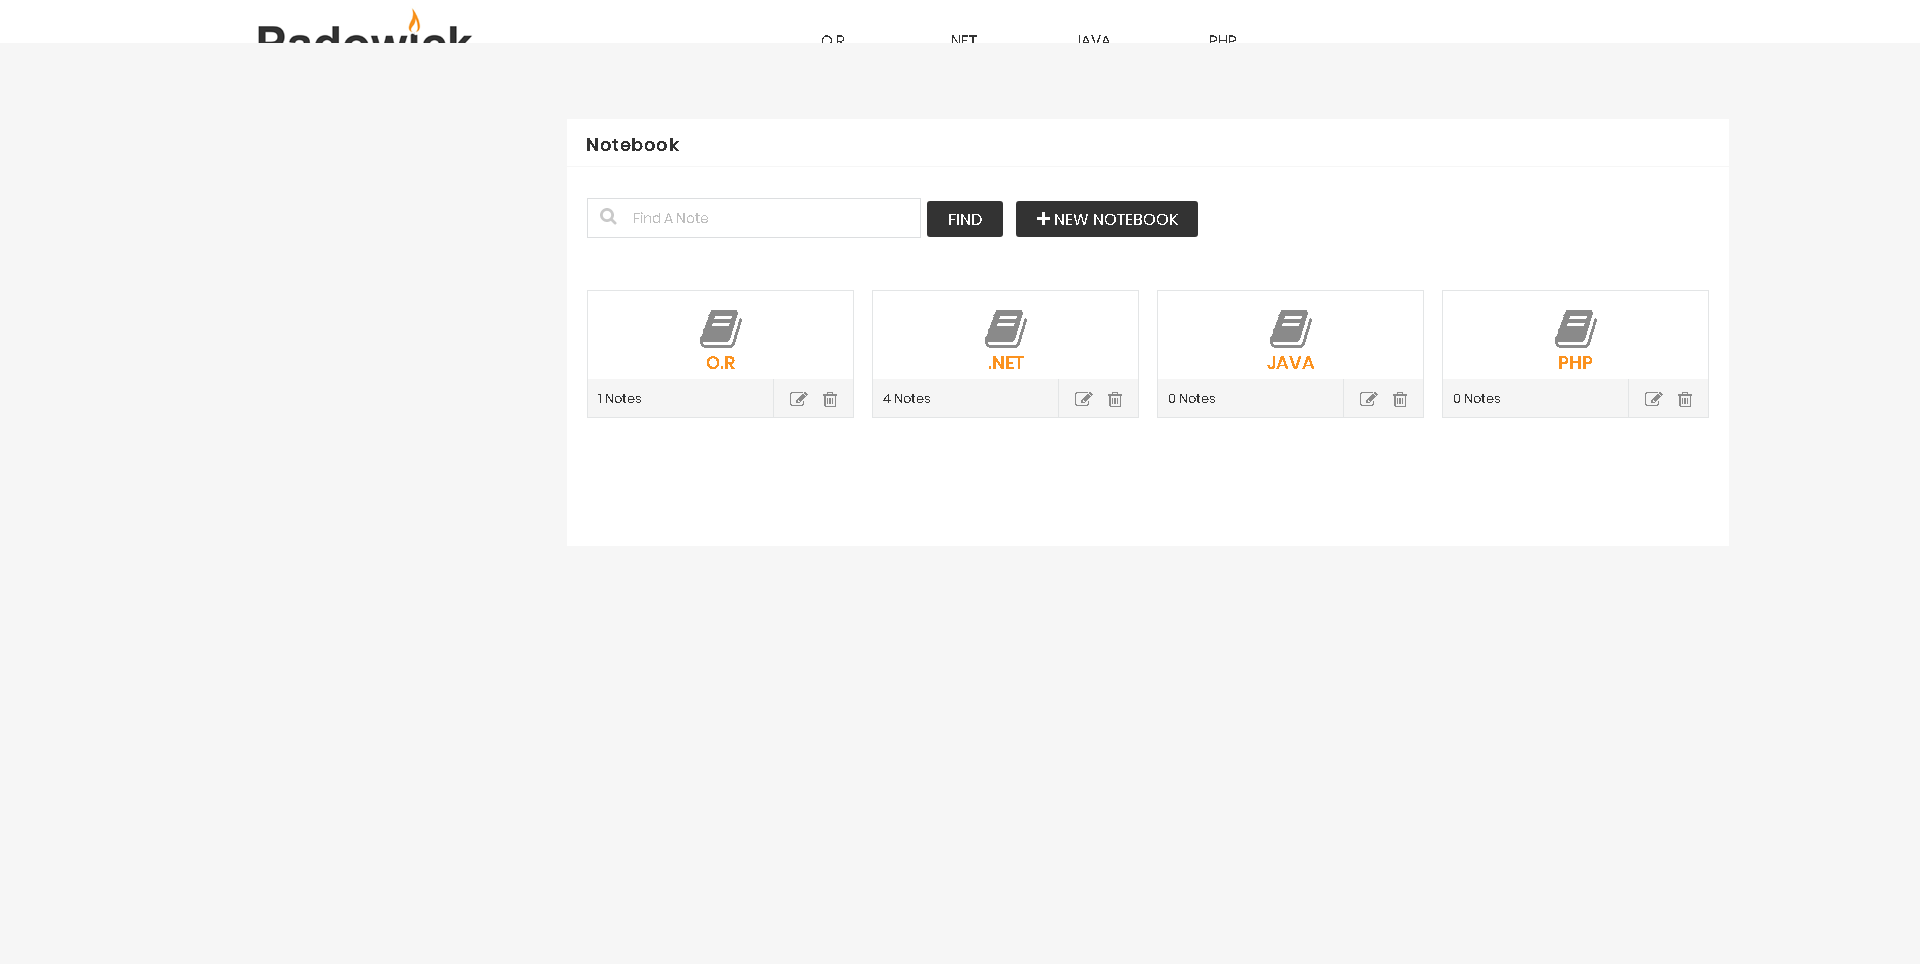 Radowick
O.R .NET JAVA PHP
Notebook
Find A Note FIND NEW NOTEBOOK
O.R .NET JAVA PHP
1 Notes 4 Notes 0 Notes 0 Notes